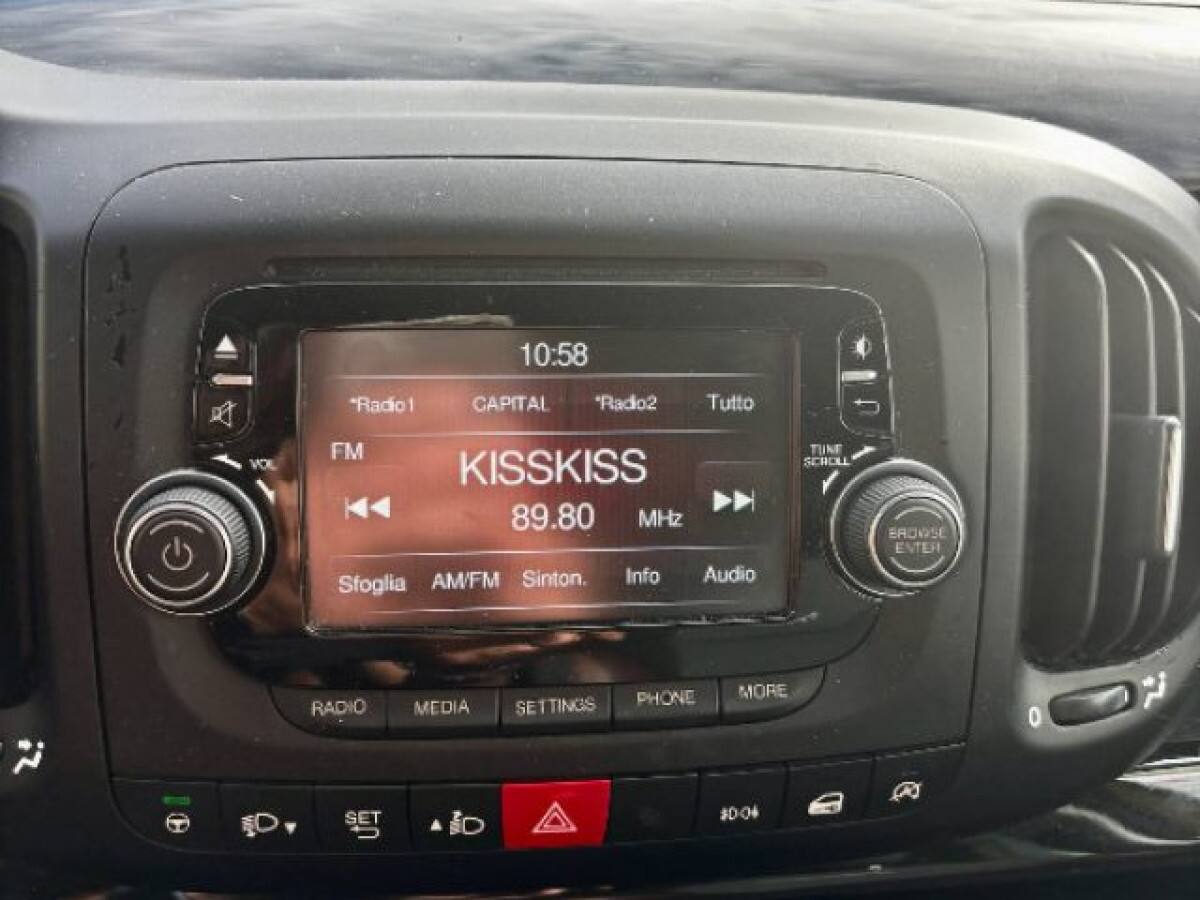 10:58
*Radio1 CAPITAL *Radio2 Tutto
FM
KISSKISS
89.80 MHz
Sfoglia AM/FM Sinton. Info Audio
VOL
TUNE
SCROLL
BROWSE
ENTER
RADIO MEDIA SETTINGS PHONE MORE
0
SET